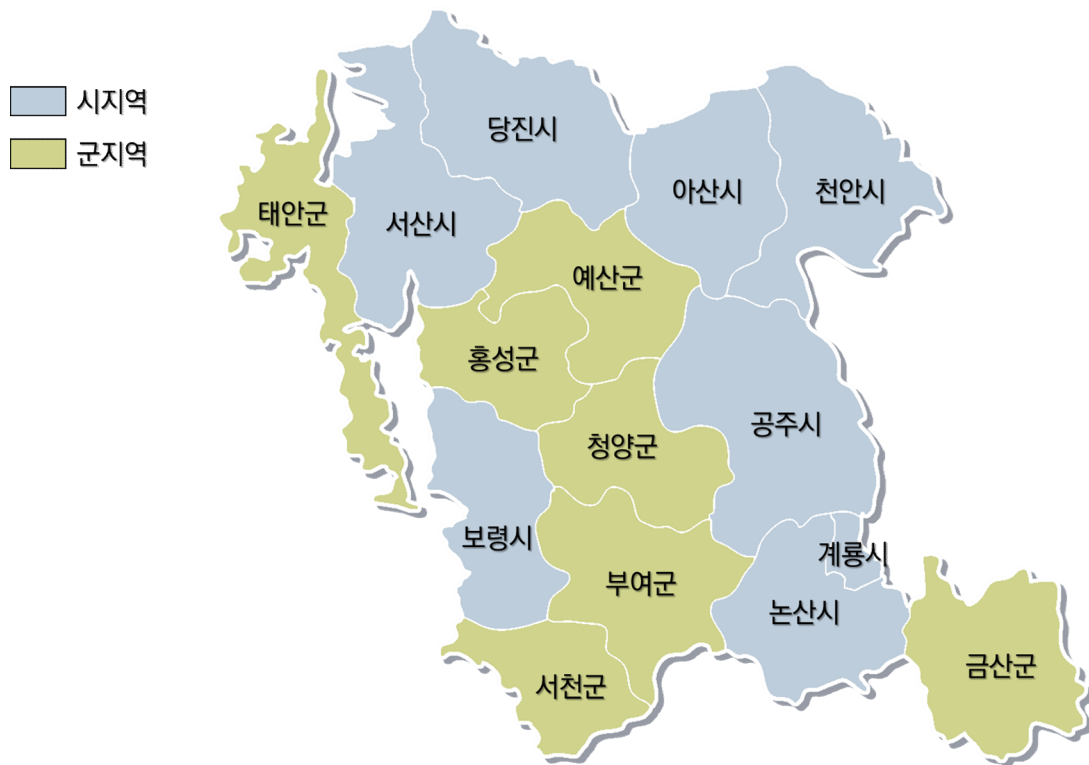 시지역
군지역
당진시
아산시
천안시
태안군
서산시
예산군
홍성군
공주시
청양군
보령시
계룡시
부여군
논산시
서천군
금산군